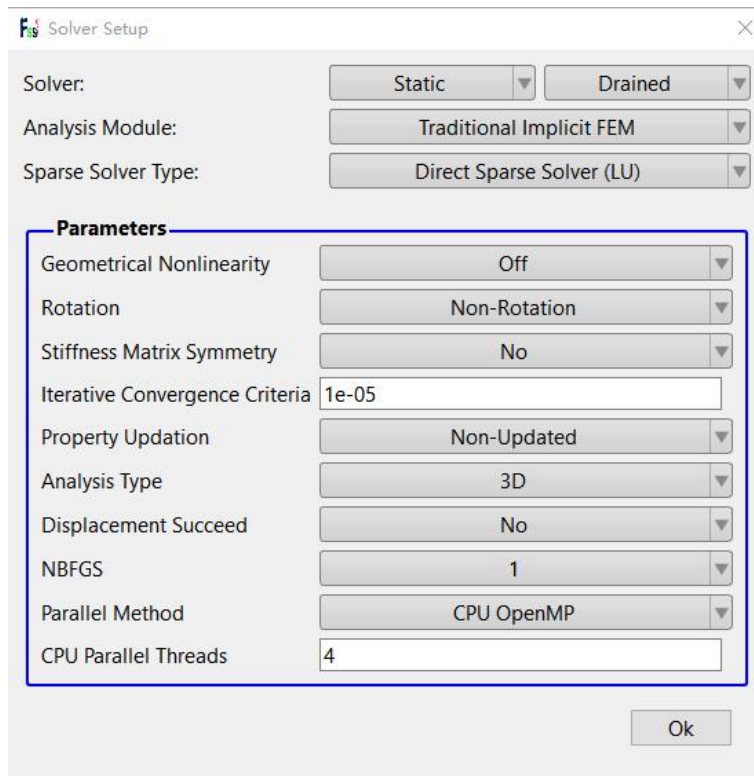 Solver Setup
Solver: Static Drained
Analysis Module: Traditional Implicit FEM
Sparse Solver Type: Direct Sparse Solver (LU)
Parameters
Geometrical Nonlinearity Off
Rotation Non-Rotation
Stiffness Matrix Symmetry No
Iterative Convergence Criteria 1e-05
Property Updation Non-Updated
Analysis Type 3D
Displacement Succeed No
NBFGS 1
Parallel Method CPU OpenMP
CPU Parallel Threads 4
Ok